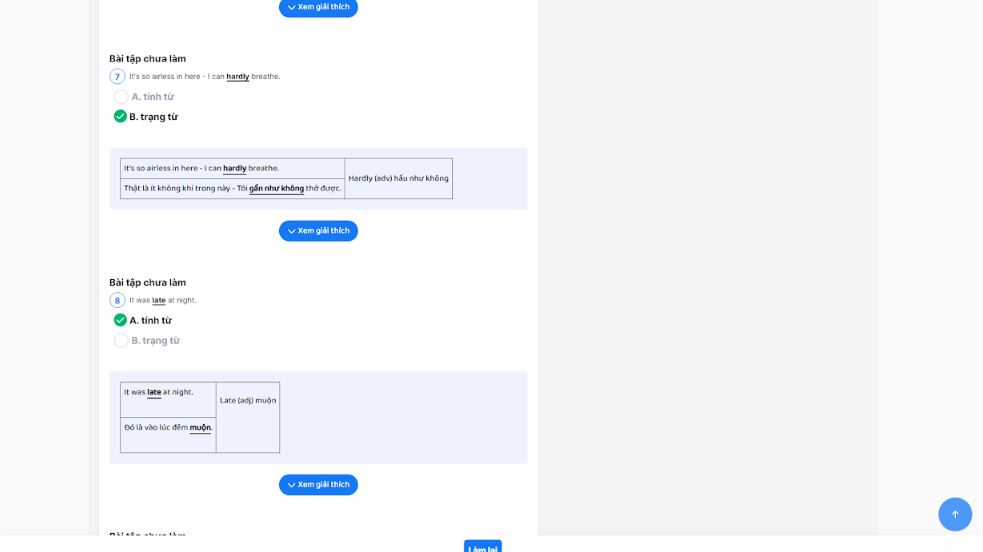 Xem giải thích
Bài tập chưa làm
7 It's so airless in here - I can hardly breathe.
A. tính từ
B. trạng từ
It's so airless in here - I can hardly breathe.
Thật là ít không khí trong này - Tôi gần như không thở được.
Hardly (adv) hầu như không
Xem giải thích
Bài tập chưa làm
8 It was late at night.
A. tính từ
B. trạng từ
It was late at night.
Late (adj) muộn
Đó là vào lúc đêm muộn.
Xem giải thích
Bài tập chưa làm
Làm lại